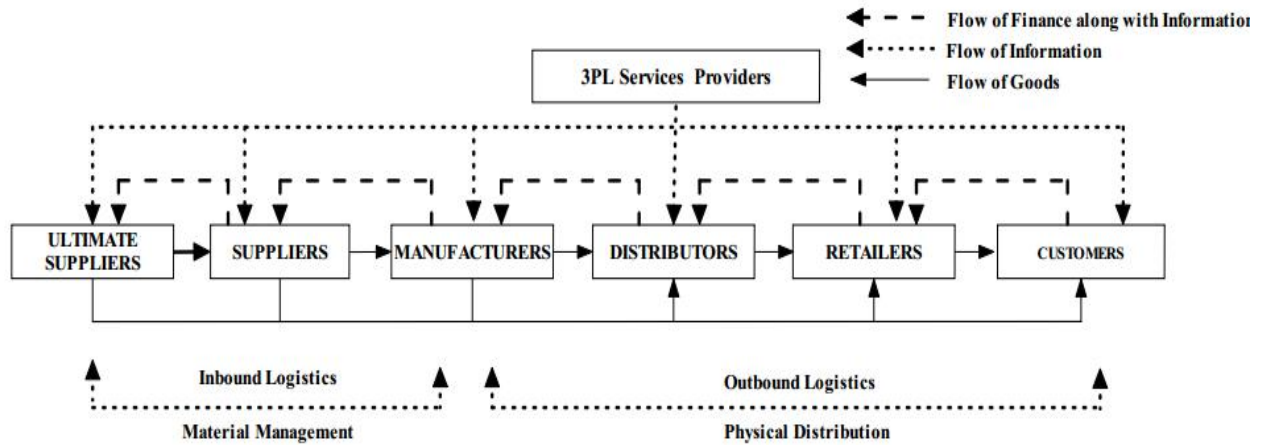 Flow of Finance along with Information
Flow of Information
3PL Services Providers
Flow of Goods
ULTIMATE
SUPPLIERS
SUPPLIERS
MANUFACTURERS
DISTRIBUTORS
RETAILERS
CUSTOMERS
Inbound Logistics
Outbound Logistics
Material Management
Physical Distribution